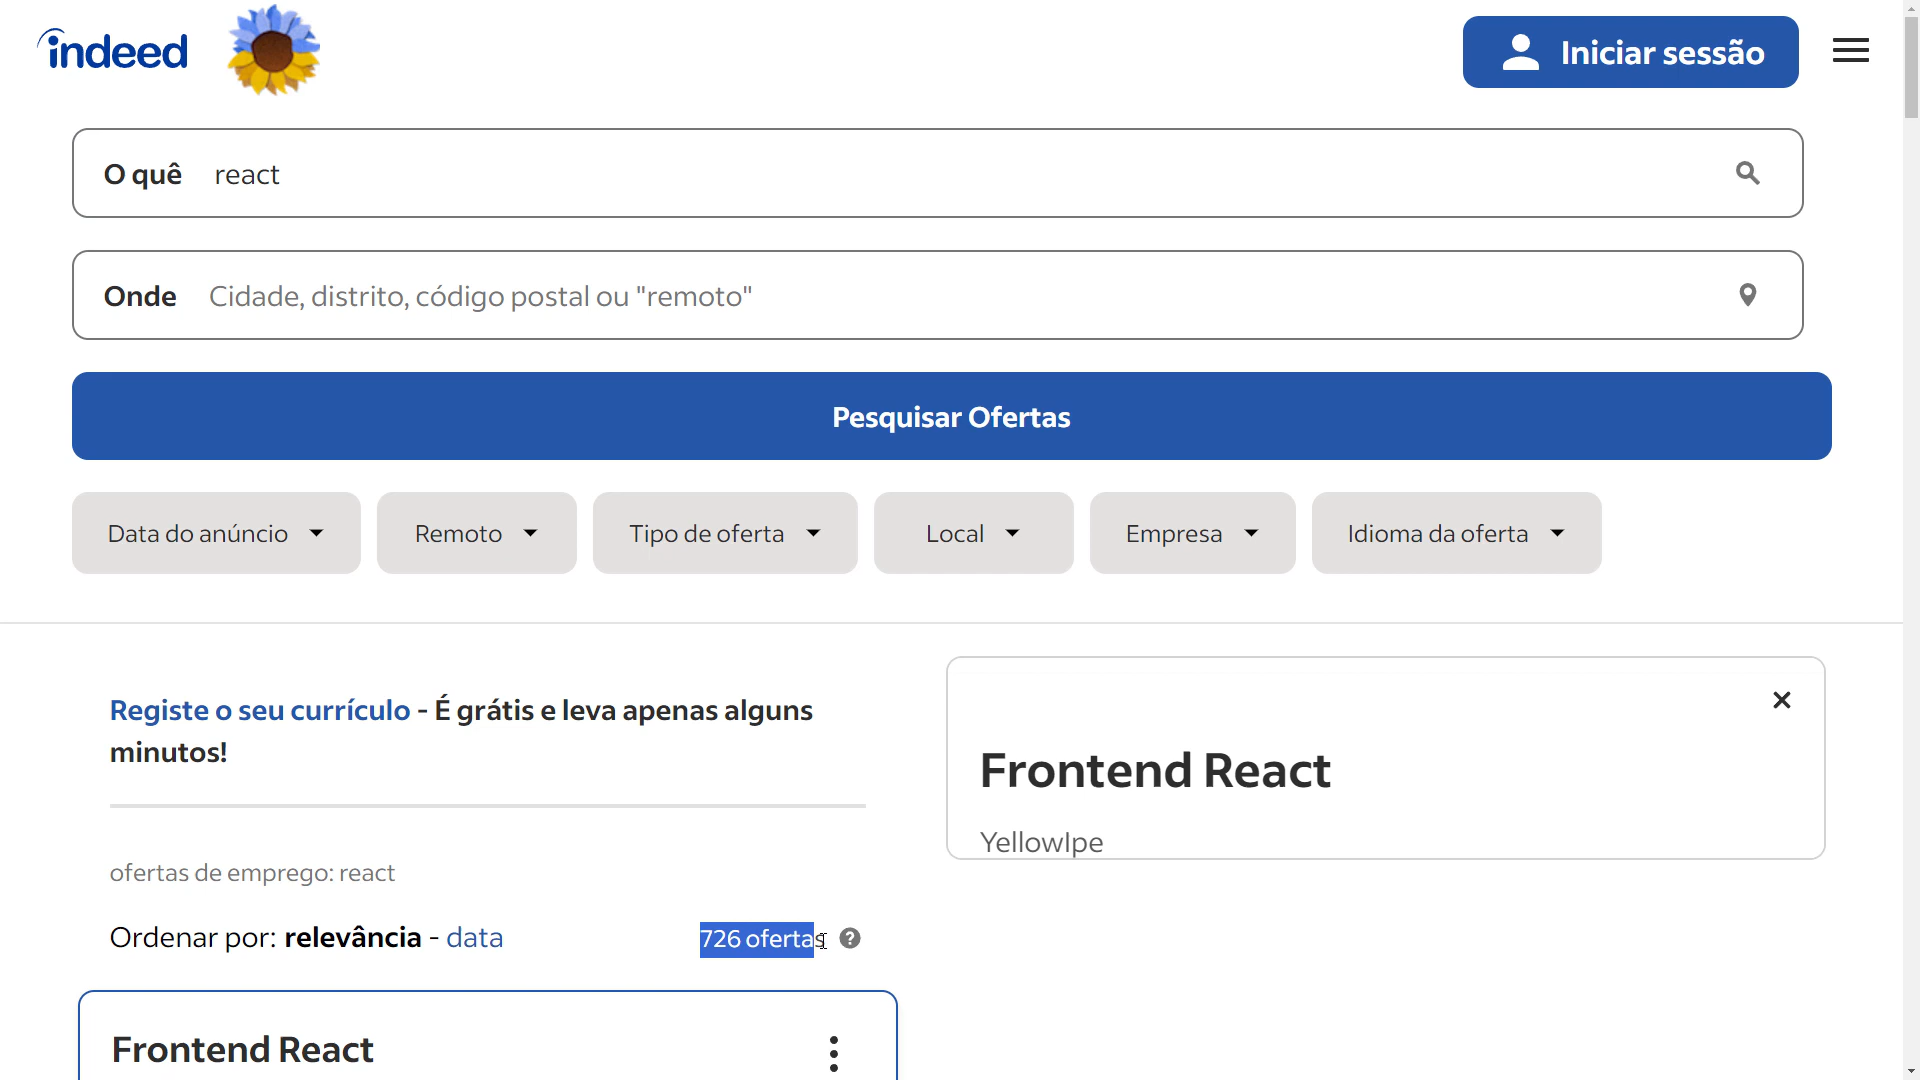 indeed
Iniciar sessão
O quê react
Onde Cidade, distrito, código postal ou "remoto"
Pesquisar Ofertas
Data do anúncio
Remoto
Tipo de oferta
Local
Empresa
Idioma da oferta
Registe o seu currículo - É grátis e leva apenas alguns
minutos!
ofertas de emprego: react
Ordenar por: relevância - data
726 ofertas
?
Frontend React
Frontend React
YellowIpe